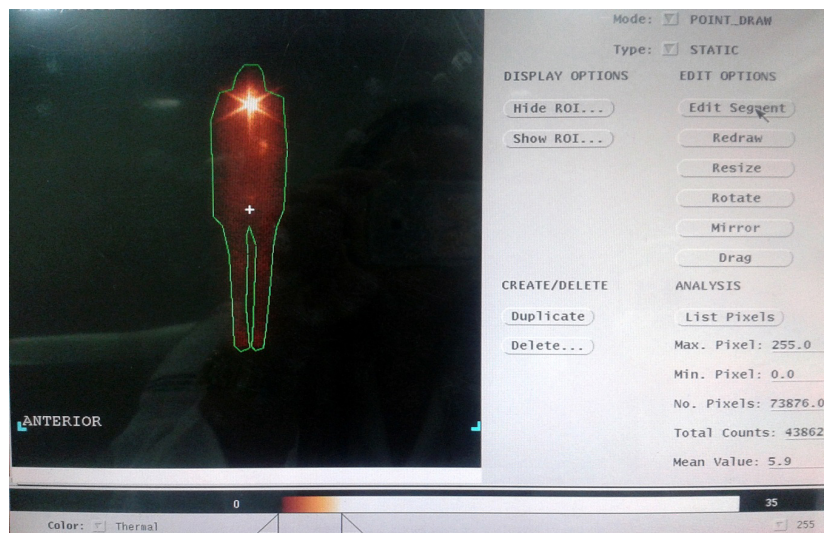 Mode: POINT_DRAW
Type: STATIC
DISPLAY OPTIONS EDIT OPTIONS
Hide ROI... Edit Segment
Show ROI... Redraw
Resize
Rotate
Mirror
Drag
CREATE/DELETE ANALYSIS
Duplicate List Pixels
Delete... Max. Pixel: 255.0
Min. Pixel: 0.0
No. Pixels: 73876.0
ANTERIOR
Total Counts: 43862
Mean Value: 5.9
0 35
Color: Thermal 255